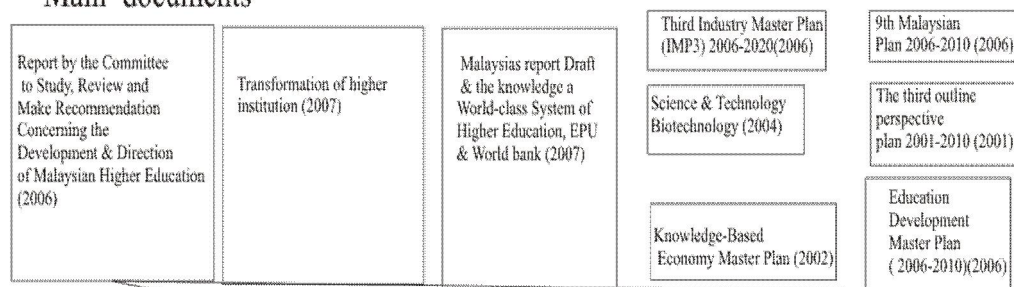 Main documents
Report by the Committee
to Study, Review and
Make Recommendation
Concerning the
Development & Direction
of Malaysian Higher Education
(2006)
Transformation of higher
institution (2007)
Malaysias report Draft
& the knowledge a
World-class System of
Higher Education, EPU
& World bank (2007)
Third Industry Master Plan
(IMP3) 2006-2020(2006)
Science & Technology
Biotechnology (2004)
Knowledge-Based
Economy Master Plan (2002)
9th Malaysian
Plan 2006-2010 (2006)
The third outline
perspective
plan 2001-2010 (2001)
Education
Development
Master Plan
( 2006-2010)(2006)